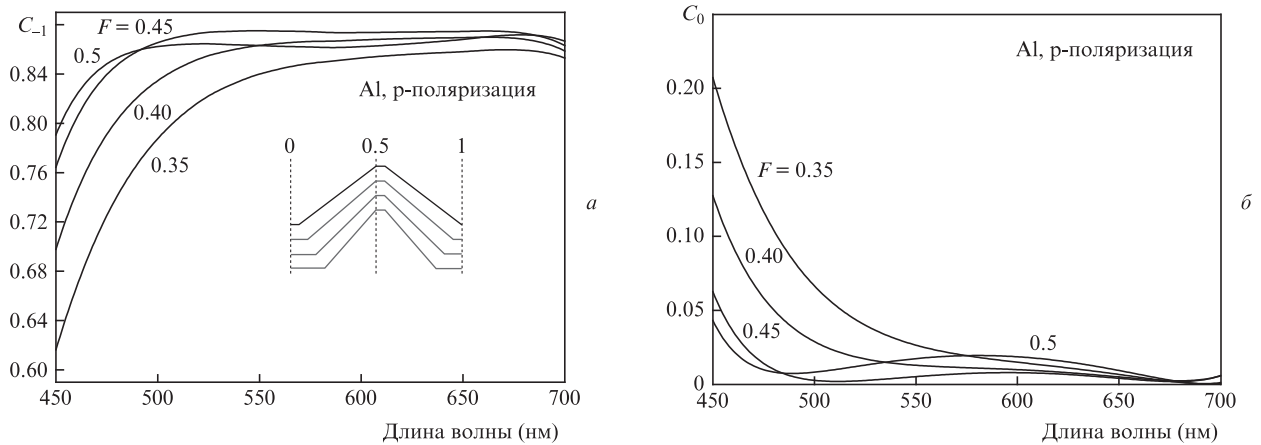 C₋₁
F = 0.45
0.5
0.84
Al, p-поляризация
0.80
0.40
0.76
0.35
0 0.5 1
0.72
0.68
0.64
0.60
450 500 550 600 650 700
Длина волны (нм)
а
C₀
Al, p-поляризация
0.20
0.15
F = 0.35
0.10
0.40
0.05
0.45
0.5
0
450 500 550 600 650 700
Длина волны (нм)
б